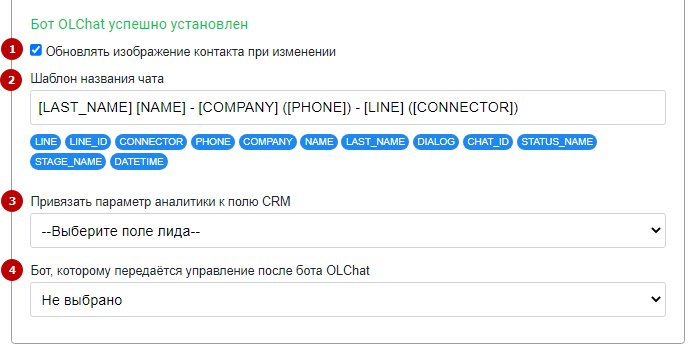 Бот OLChat успешно установлен
1 Обновлять изображение контакта при изменении
2 Шаблон названия чата
[LAST_NAME] [NAME] - [COMPANY] ([PHONE]) - [LINE] ([CONNECTOR])
LINE LINE_ID CONNECTOR PHONE COMPANY NAME LAST_NAME DIALOG CHAT_ID STATUS_NAME
STAGE_NAME DATETIME
3 Привязать параметр аналитики к полю CRM
--Выберите поле лида--
4 Бот, которому передаётся управление после бота OLChat
Не выбрано